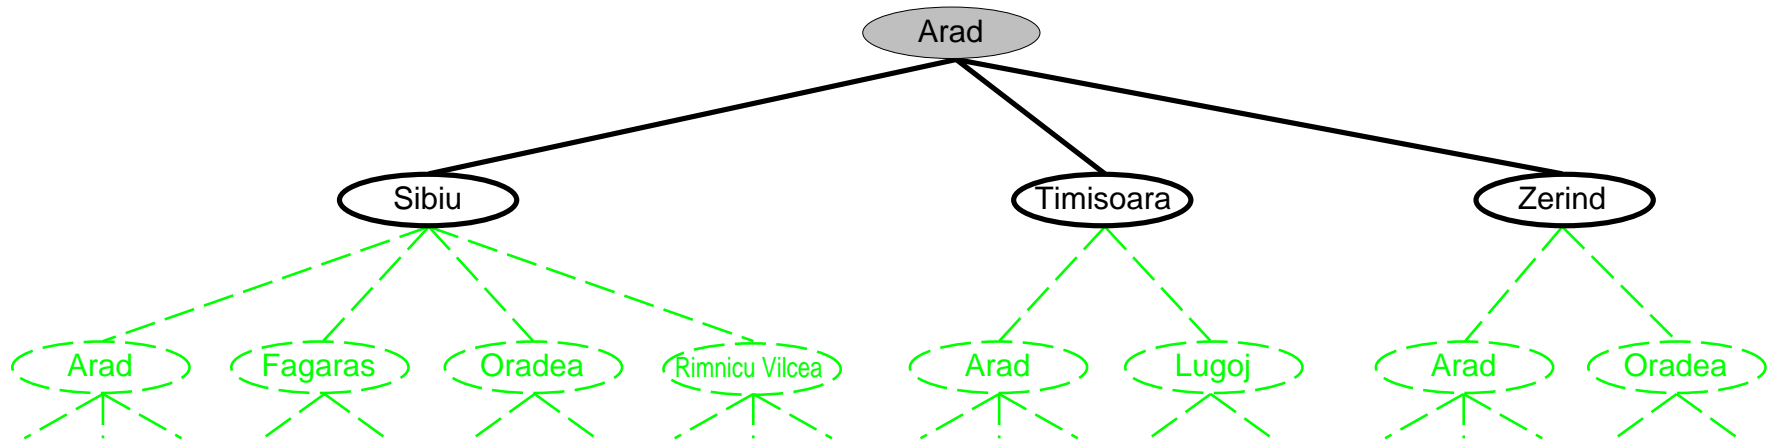 Arad
Sibiu
Timisoara
Zerind
Arad
Fagaras
Oradea
Rimnicu Vilcea
Arad
Lugoj
Arad
Oradea